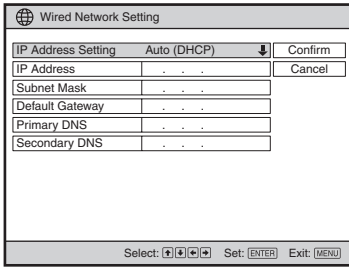 Wired Network Setting
IP Address Setting Auto (DHCP) Confirm
IP Address . . . Cancel
Subnet Mask . . .
Default Gateway . . .
Primary DNS . . .
Secondary DNS . . .
Select: Set: ENTER Exit: MENU